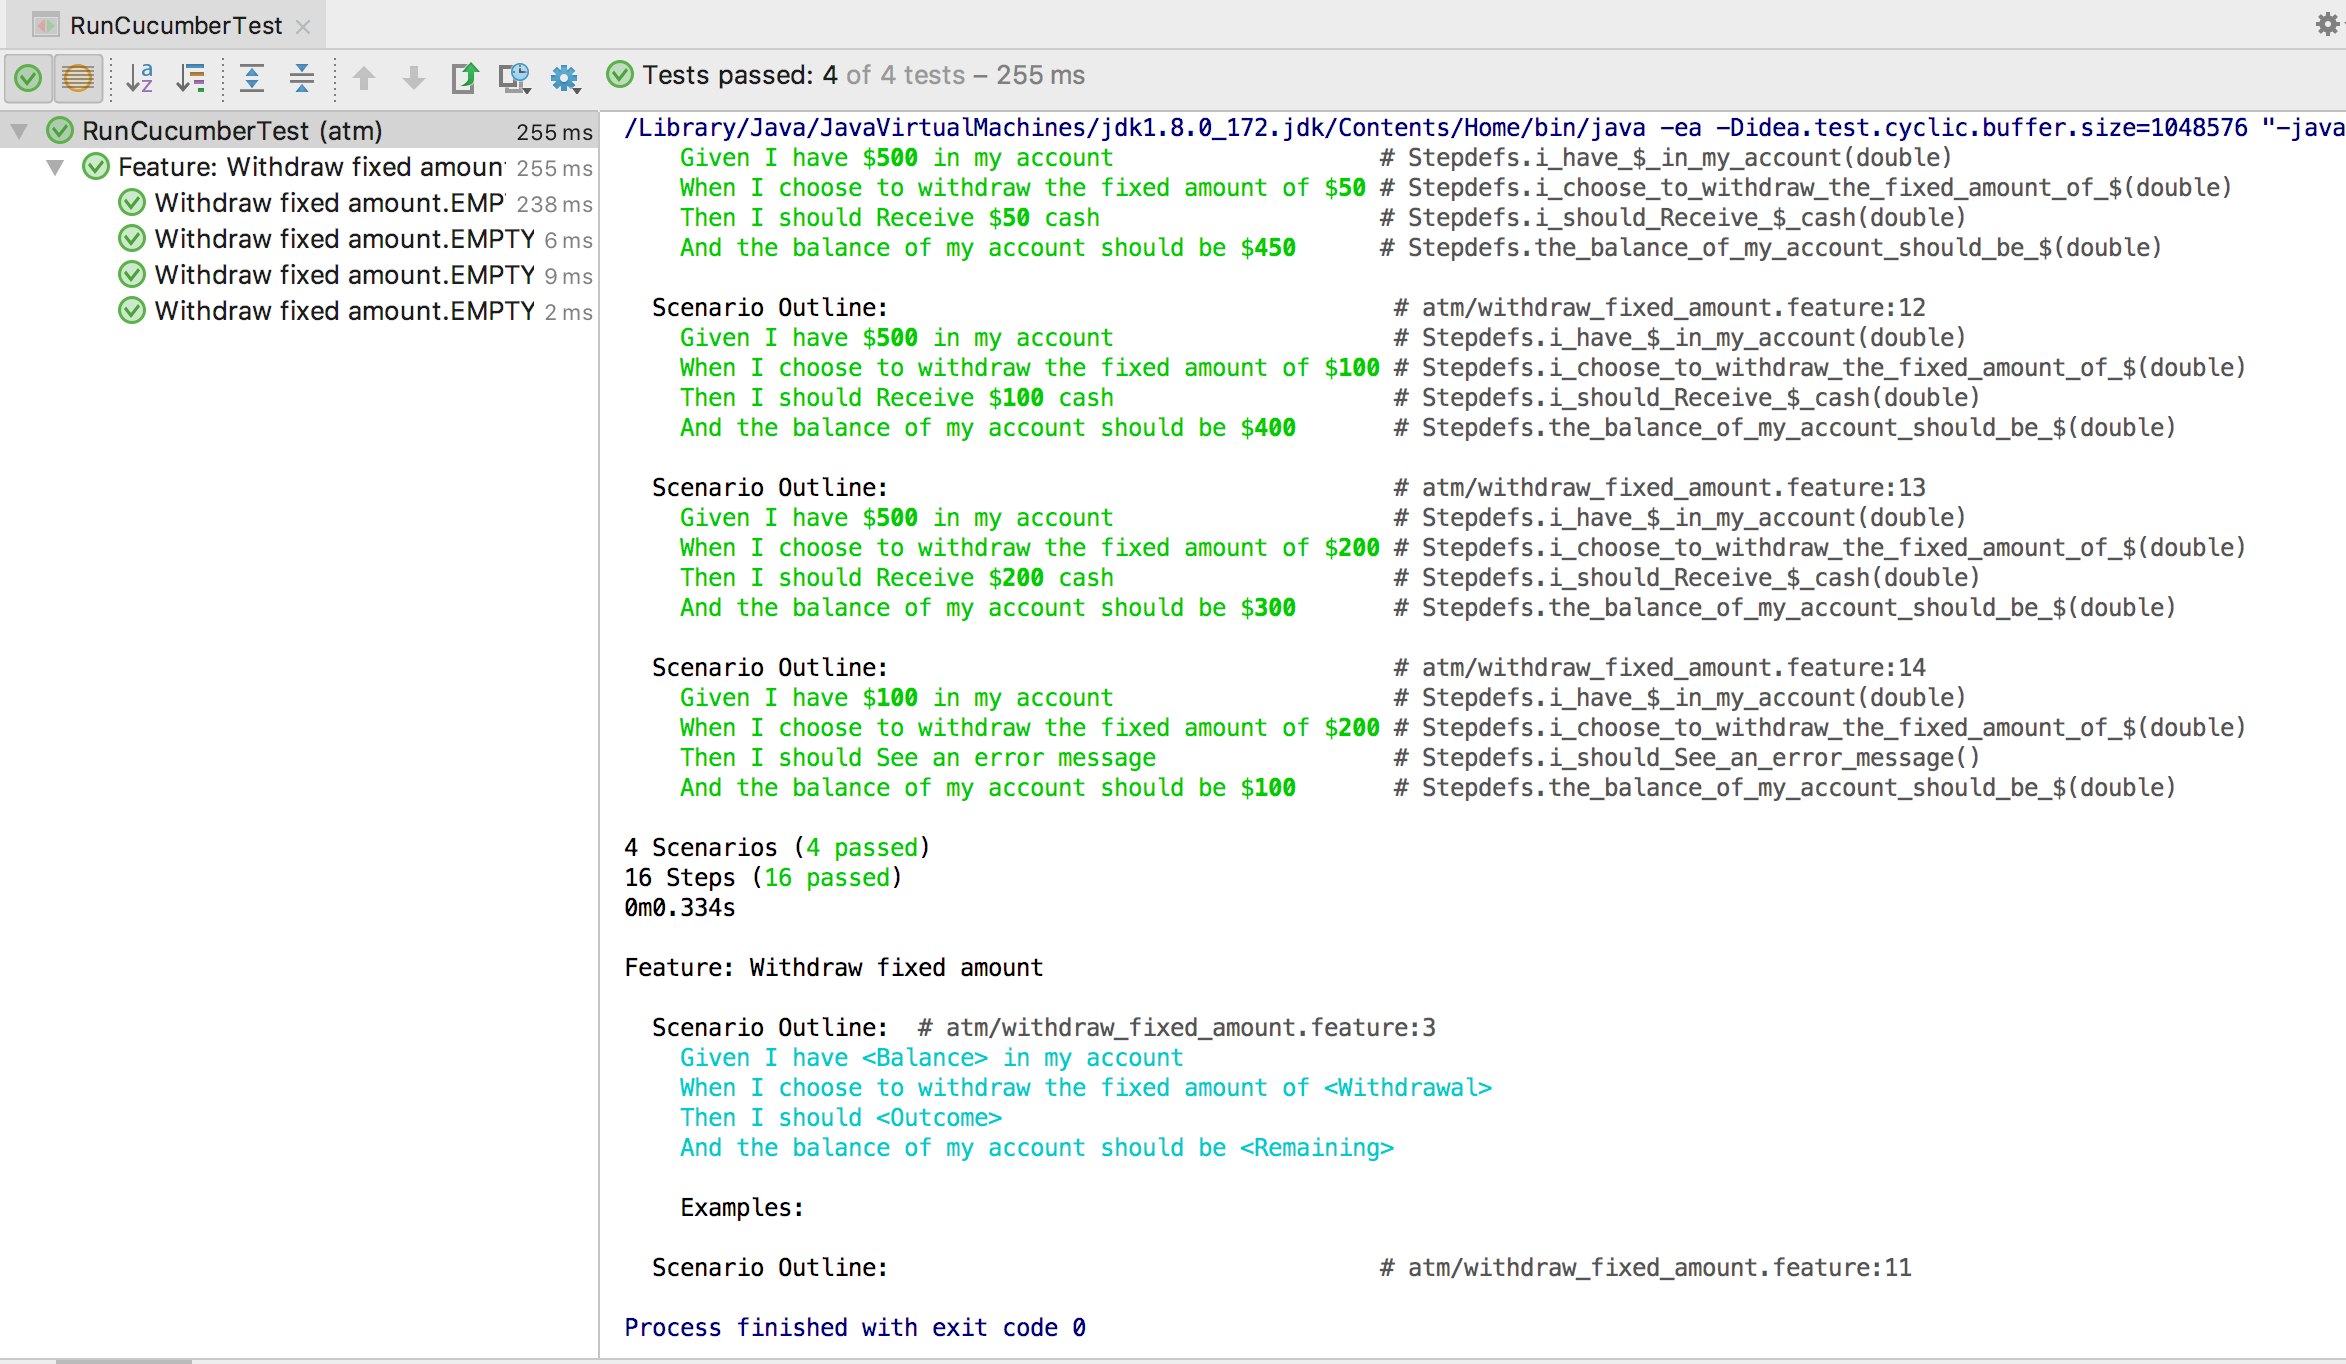 RunCucumberTest
Tests passed: 4 of 4 tests – 255 ms
RunCucumberTest (atm) 255 ms
Feature: Withdraw fixed amoun 255 ms
Withdraw fixed amount.EMP 238 ms
Withdraw fixed amount.EMPTY 6 ms
Withdraw fixed amount.EMPTY 9 ms
Withdraw fixed amount.EMPTY 2 ms
/Library/Java/JavaVirtualMachines/jdk1.8.0_172.jdk/Contents/Home/bin/java -ea -Didea.test.cyclic.buffer.size=1048576 "-java
Given I have $500 in my account # Stepdefs.i_have_$_in_my_account(double)
When I choose to withdraw the fixed amount of $50 # Stepdefs.i_choose_to_withdraw_the_fixed_amount_of_$(double)
Then I should Receive $50 cash # Stepdefs.i_should_Receive_$_cash(double)
And the balance of my account should be $450 # Stepdefs.the_balance_of_my_account_should_be_$(double)
Scenario Outline: # atm/withdraw_fixed_amount.feature:12
Given I have $500 in my account # Stepdefs.i_have_$_in_my_account(double)
When I choose to withdraw the fixed amount of $100 # Stepdefs.i_choose_to_withdraw_the_fixed_amount_of_$(double)
Then I should Receive $100 cash # Stepdefs.i_should_Receive_$_cash(double)
And the balance of my account should be $400 # Stepdefs.the_balance_of_my_account_should_be_$(double)
Scenario Outline: # atm/withdraw_fixed_amount.feature:13
Given I have $500 in my account # Stepdefs.i_have_$_in_my_account(double)
When I choose to withdraw the fixed amount of $200 # Stepdefs.i_choose_to_withdraw_the_fixed_amount_of_$(double)
Then I should Receive $200 cash # Stepdefs.i_should_Receive_$_cash(double)
And the balance of my account should be $300 # Stepdefs.the_balance_of_my_account_should_be_$(double)
Scenario Outline: # atm/withdraw_fixed_amount.feature:14
Given I have $100 in my account # Stepdefs.i_have_$_in_my_account(double)
When I choose to withdraw the fixed amount of $200 # Stepdefs.i_choose_to_withdraw_the_fixed_amount_of_$(double)
Then I should See an error message # Stepdefs.i_should_See_an_error_message()
And the balance of my account should be $100 # Stepdefs.the_balance_of_my_account_should_be_$(double)
4 Scenarios (4 passed)
16 Steps (16 passed)
0m0.334s
Feature: Withdraw fixed amount
Scenario Outline: # atm/withdraw_fixed_amount.feature:3
Given I have <Balance> in my account
When I choose to withdraw the fixed amount of <Withdrawal>
Then I should <Outcome>
And the balance of my account should be <Remaining>
Examples:
Scenario Outline: # atm/withdraw_fixed_amount.feature:11
Process finished with exit code 0